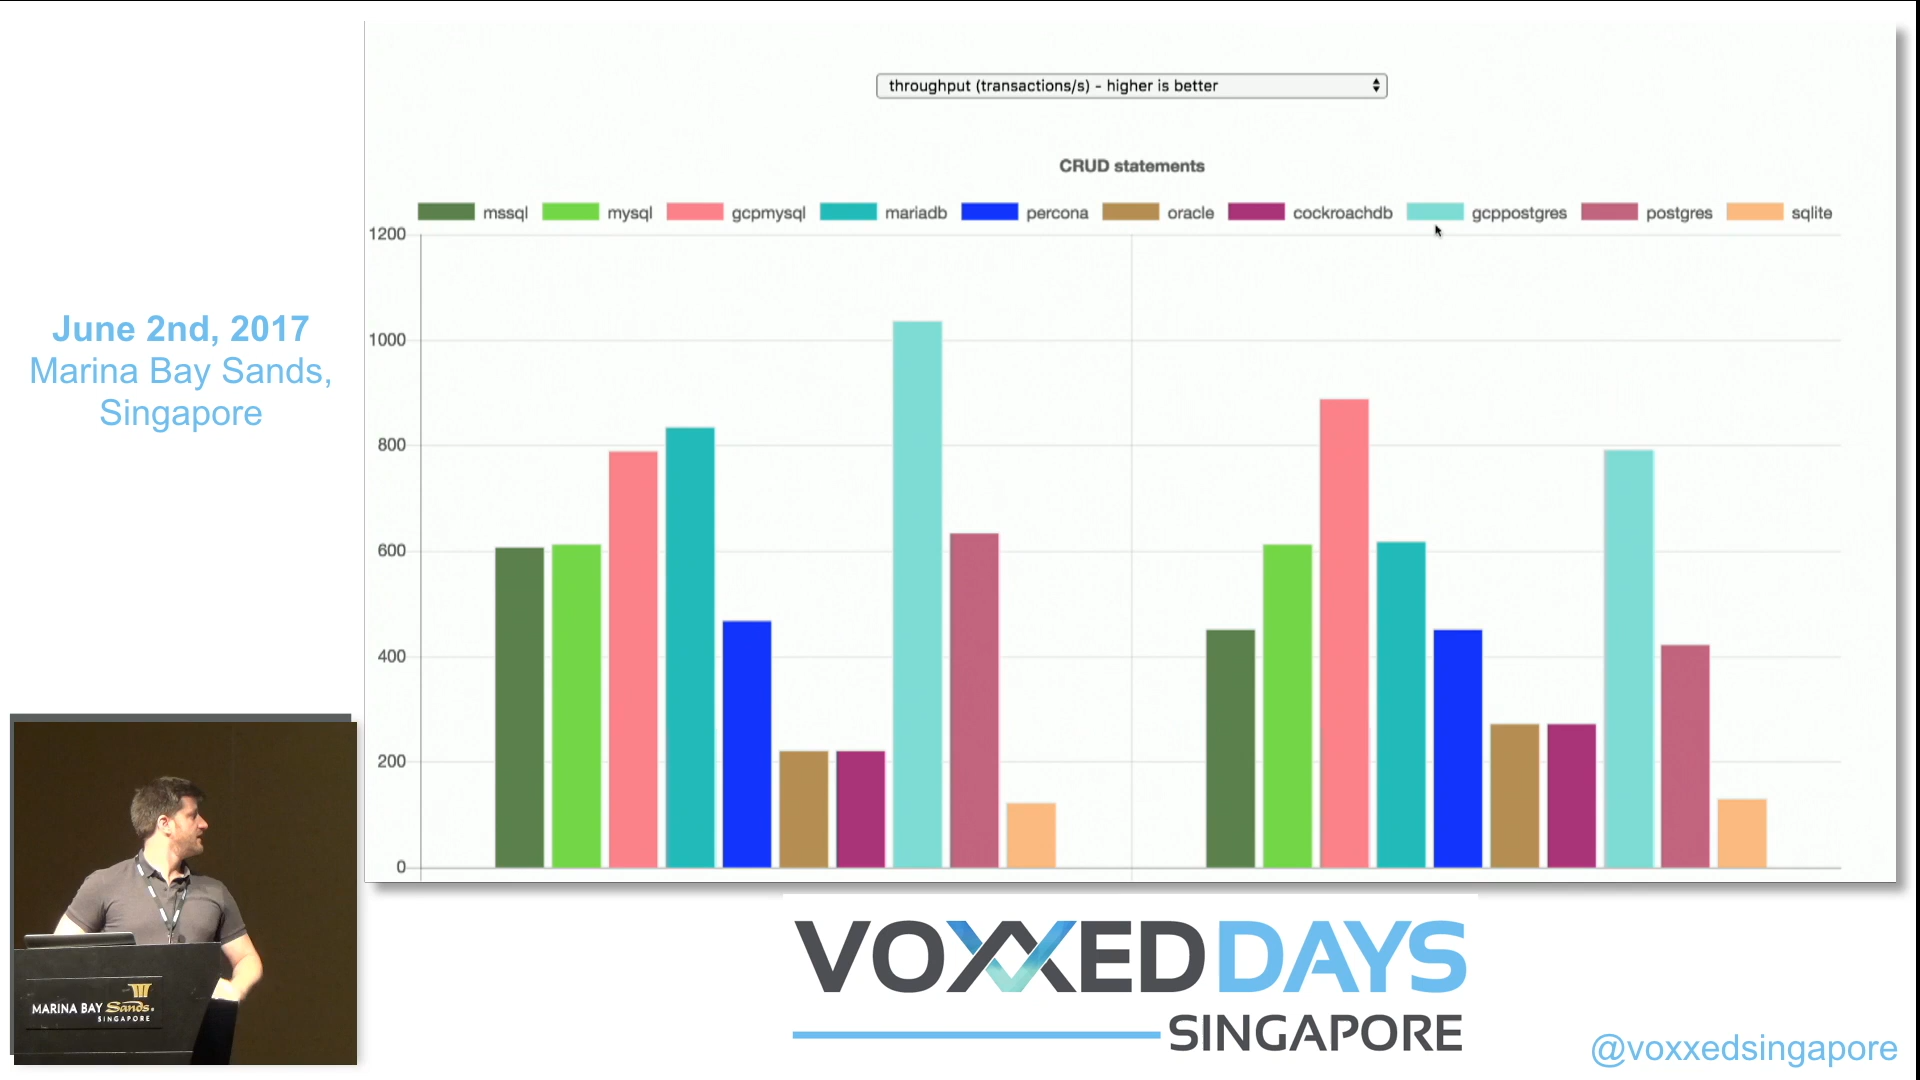 throughput (transactions/s) - higher is better
CRUD statements
mssql mysql gcpmysql mariadb percona oracle cockroachdb gcppostgres postgres sqlite
1200
1000
800
600
400
200
0
June 2nd, 2017
Marina Bay Sands,
Singapore
MARINA BAY Sands.
SINGAPORE
VOXXED DAYS
SINGAPORE
@voxxedsingapore